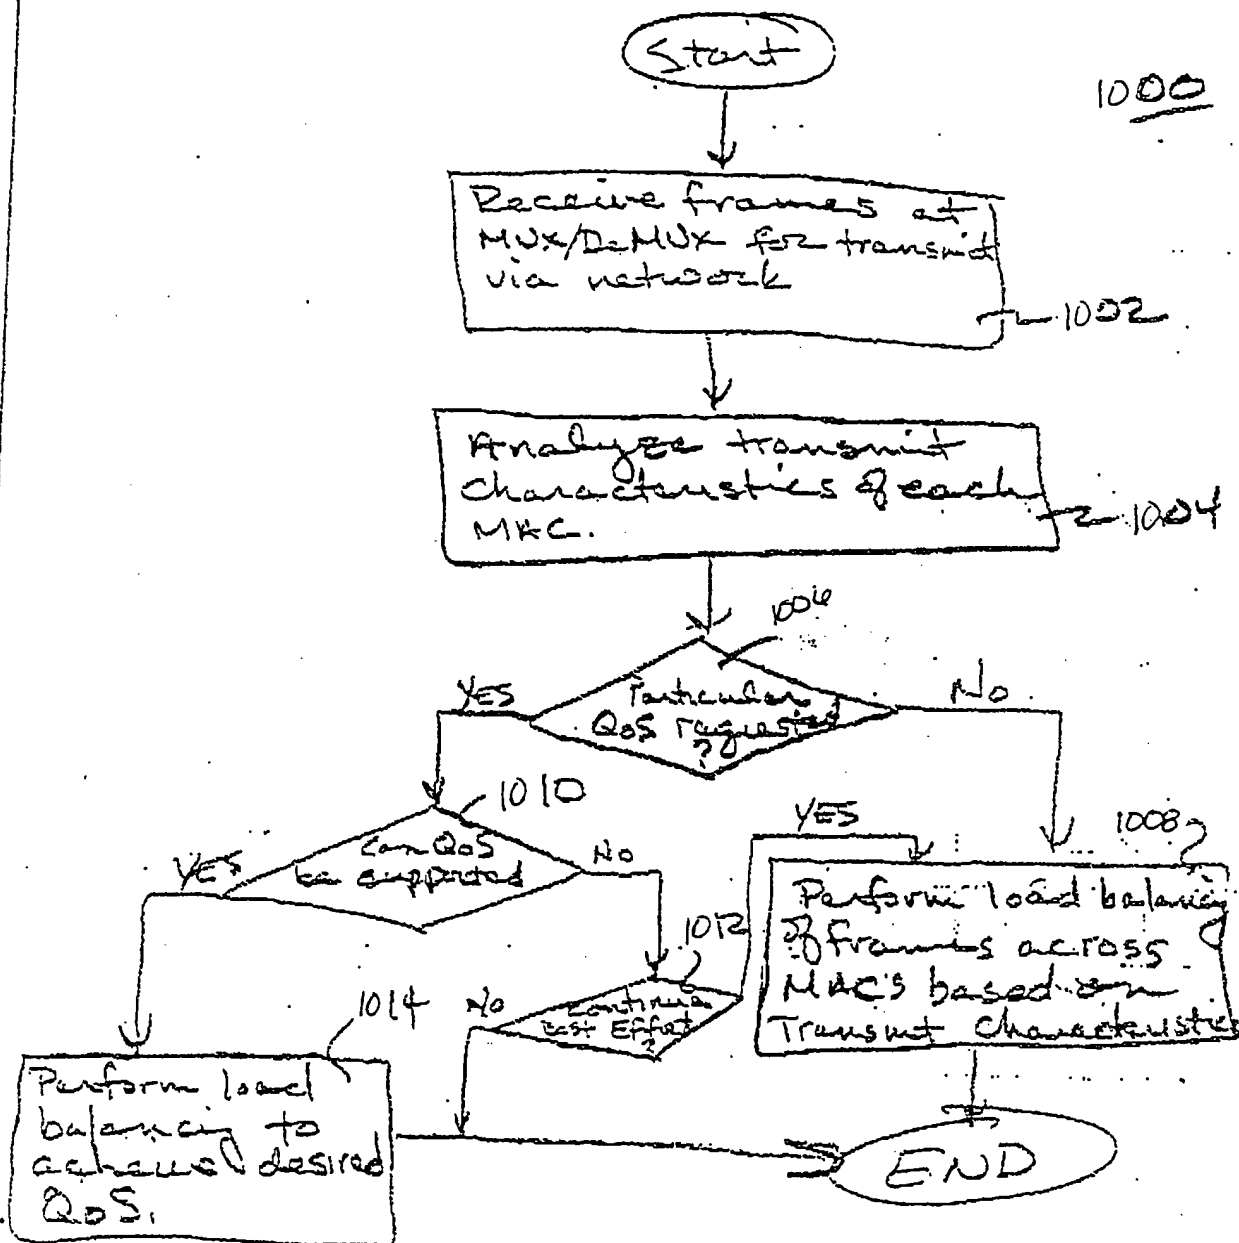 Start
1000
Receive frames at
MUX/DeMUX for transmit
via network
1002
Analyze transmit
characteristics of each
MAC.
1004
1006
YES
Particular
QoS requested
?
No
1010
YES
Can QoS
be supported
No
YES
1008
Perform load balancing
of frames across
MAC's based on
Transmit Characteristics
1012
No
Continue
Best Effort
?
1014
Perform load
balancing to
achieve desired
QoS.
END